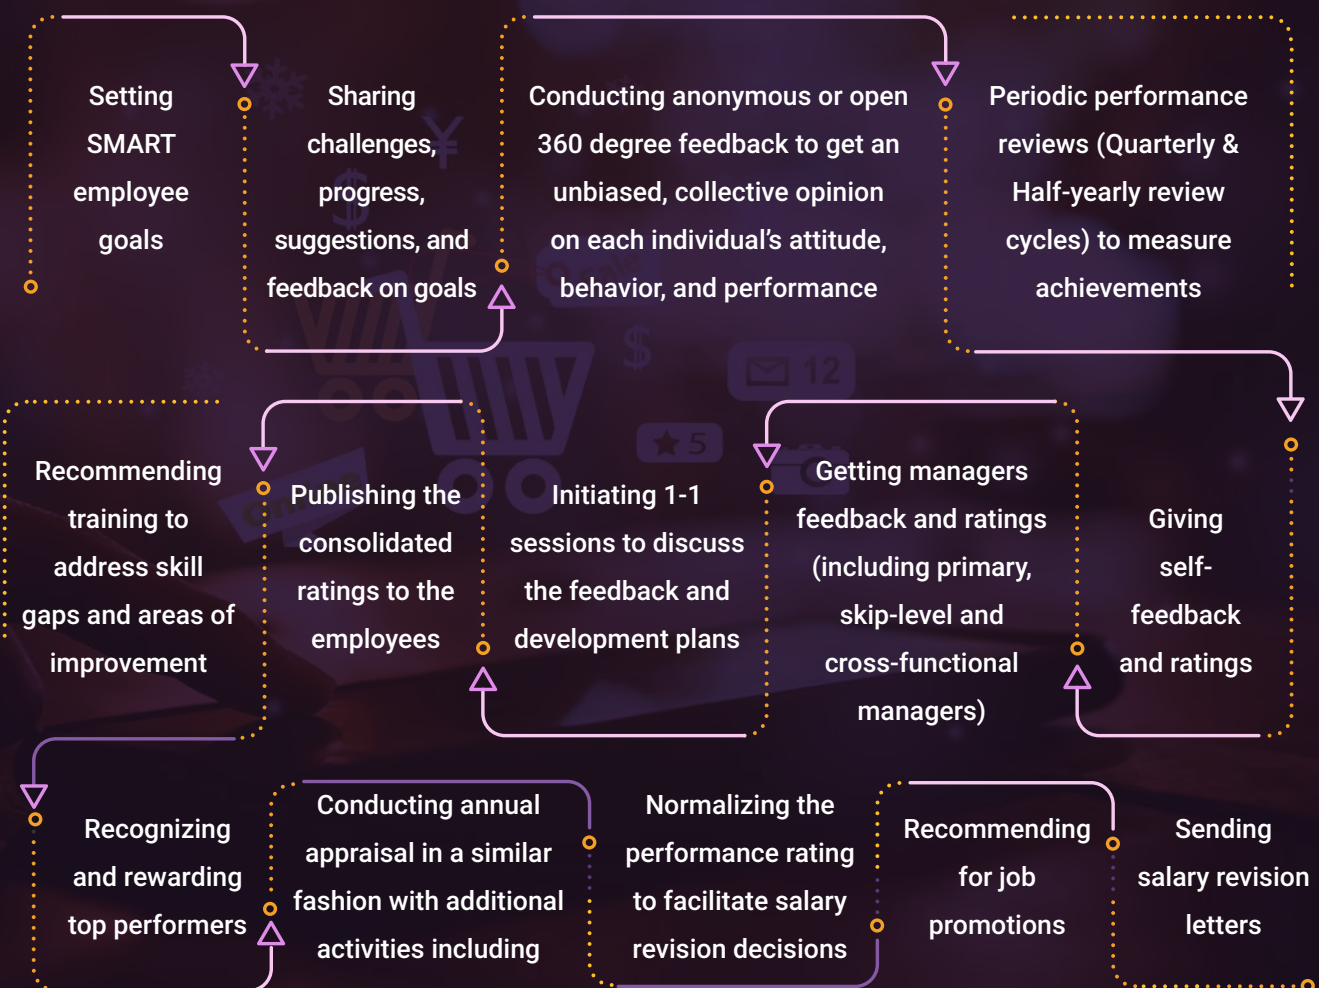 Setting
SMART
employee
goals
Sharing
challenges,
progress,
suggestions, and
feedback on goals
Conducting anonymous or open
360 degree feedback to get an
unbiased, collective opinion
on each individual's attitude,
behavior, and performance
Periodic performance
reviews (Quarterly &
Half-yearly review
cycles) to measure
achievements
Giving
self-
feedback
and ratings
Getting managers
feedback and ratings
(including primary,
skip-level and
cross-functional
managers)
Initiating 1-1
sessions to discuss
the feedback and
development plans
Publishing the
consolidated
ratings to the
employees
Recommending
training to
address skill
gaps and areas of
improvement
Recognizing
and rewarding
top performers
Conducting annual
appraisal in a similar
fashion with additional
activities including
Normalizing the
performance rating
to facilitate salary
revision decisions
Recommending
for job
promotions
Sending
salary revision
letters
¥
$
$
12
5